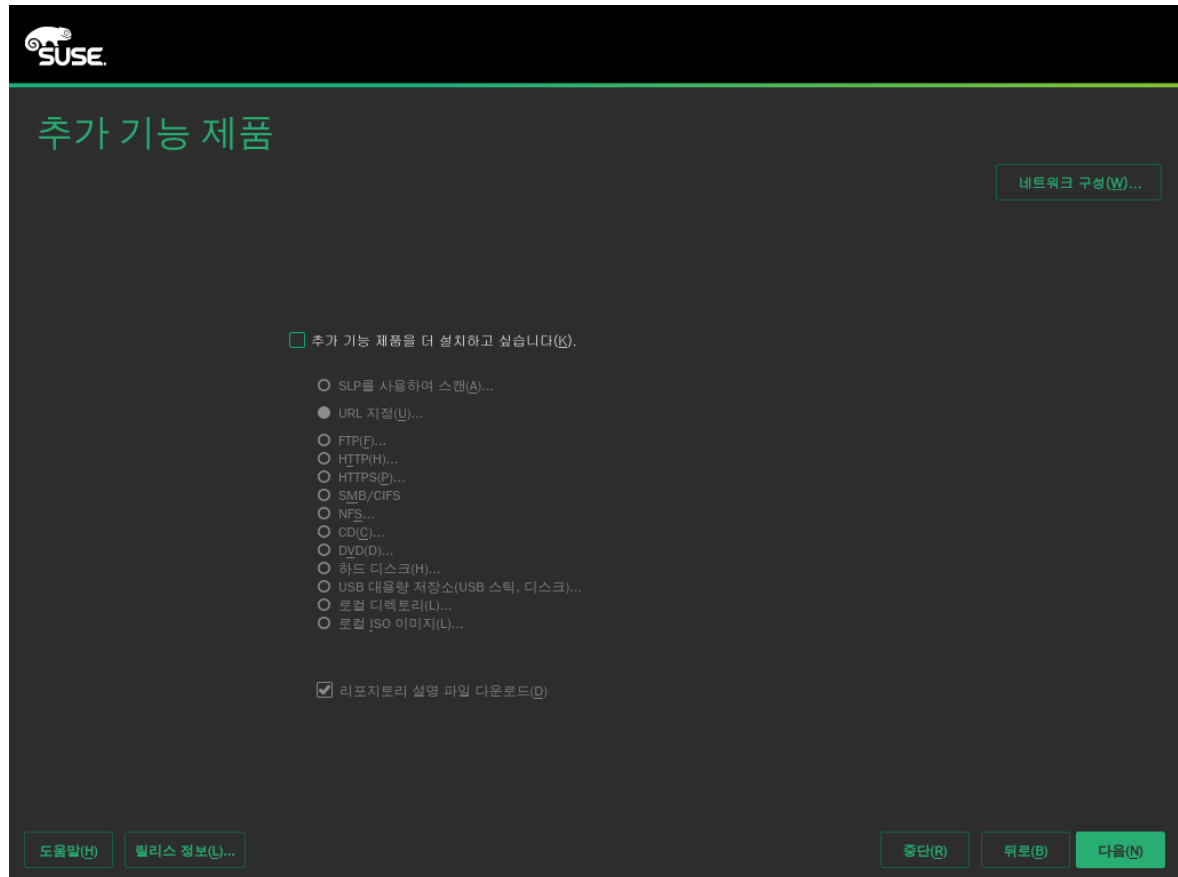 SUSE.
추가 기능 제품
네트워크 구성(W)...
추가 기능 제품을 더 설치하고 싶습니다(K).
SLP를 사용하여 스캔(A)...
URL 지정(U)...
FTP(F)...
HTTP(H)...
HTTPS(P)...
SMB/CIFS
NFS...
CD(C)...
DVD(D)...
하드 디스크(H)...
USB 대용량 저장소(USB 스틱, 디스크)...
로컬 디렉토리(L)...
로컬 ISO 이미지(L)...
리포지토리 설명 파일 다운로드(D)
도움말(H) 릴리스 정보(L)... 중단(R) 뒤로(B) 다음(N)